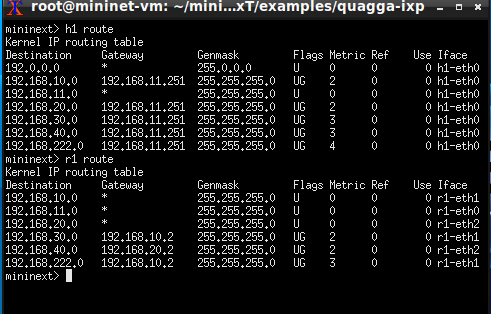 root@mininet-vm: ~/mini...xT/examples/quagga-ixp
mininext> h1 route
Kernel IP routing table
Destination Gateway Genmask Flags Metric Ref Use Iface
192.0.0.0 * 255.0.0.0 U 0 0 0 h1-eth0
192.168.10.0 192.168.11.251 255.255.255.0 UG 2 0 0 h1-eth0
192.168.11.0 * 255.255.255.0 U 0 0 0 h1-eth0
192.168.20.0 192.168.11.251 255.255.255.0 UG 2 0 0 h1-eth0
192.168.30.0 192.168.11.251 255.255.255.0 UG 3 0 0 h1-eth0
192.168.40.0 192.168.11.251 255.255.255.0 UG 3 0 0 h1-eth0
192.168.222.0 192.168.11.251 255.255.255.0 UG 4 0 0 h1-eth0
mininext> r1 route
Kernel IP routing table
Destination Gateway Genmask Flags Metric Ref Use Iface
192.168.10.0 * 255.255.255.0 U 0 0 0 r1-eth1
192.168.11.0 * 255.255.255.0 U 0 0 0 r1-eth0
192.168.20.0 * 255.255.255.0 U 0 0 0 r1-eth2
192.168.30.0 192.168.10.2 255.255.255.0 UG 2 0 0 r1-eth1
192.168.40.0 192.168.20.2 255.255.255.0 UG 2 0 0 r1-eth2
192.168.222.0 192.168.10.2 255.255.255.0 UG 3 0 0 r1-eth1
mininext>